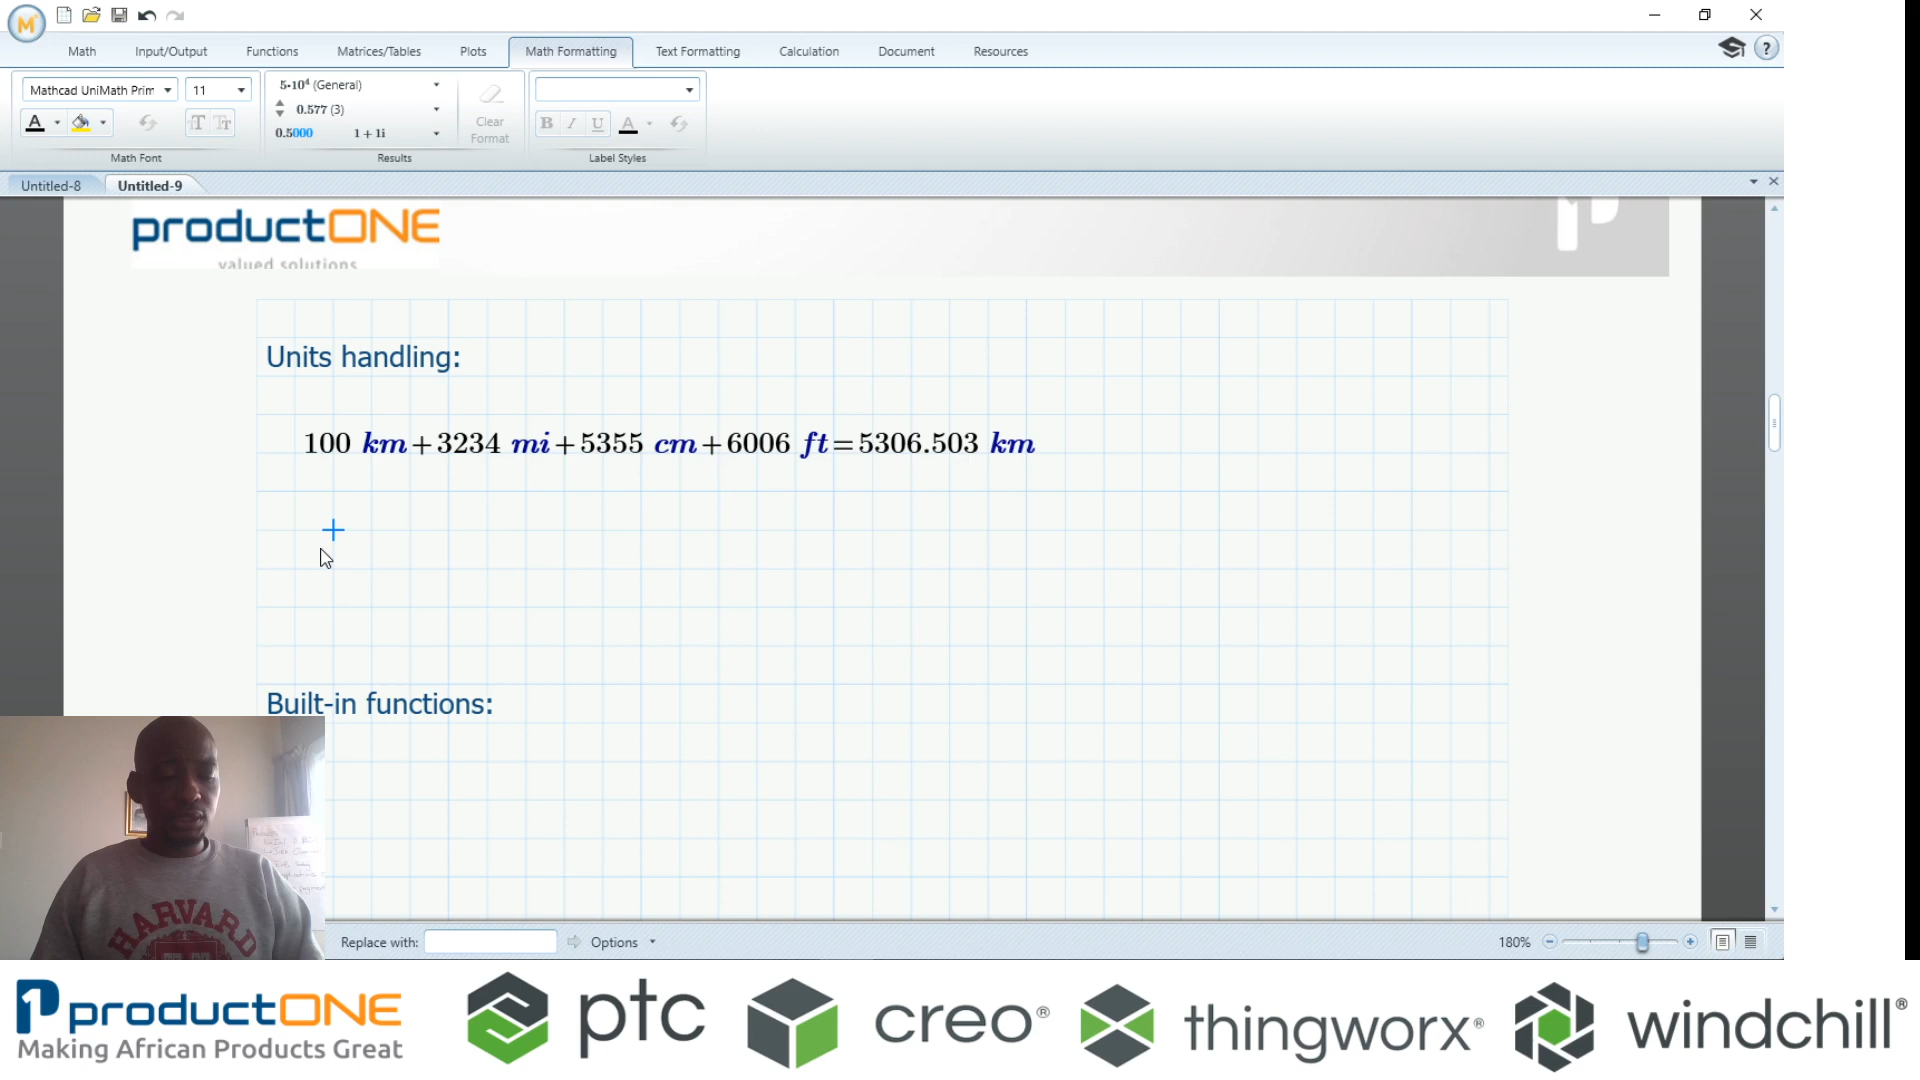 Math Input/Output Functions Matrices/Tables Plots Math Formatting Text Formatting Calculation Document Resources
Mathcad UniMath Prim 11
5•10⁴ (General)
0.577 (3)
0.5000 1 + 1i
Clear
Format
B I U A
Math Font Results Label Styles
Untitled-8 Untitled-9
productONE
valued solutions
Units handling:
100 km+3234 mi+5355 cm+6006 ft=5306.503 km
Built-in functions:
HARVARD
Replace with: Options 180%
productONE
Making African Products Great
ptc
creo®
thingworx®
windchill®